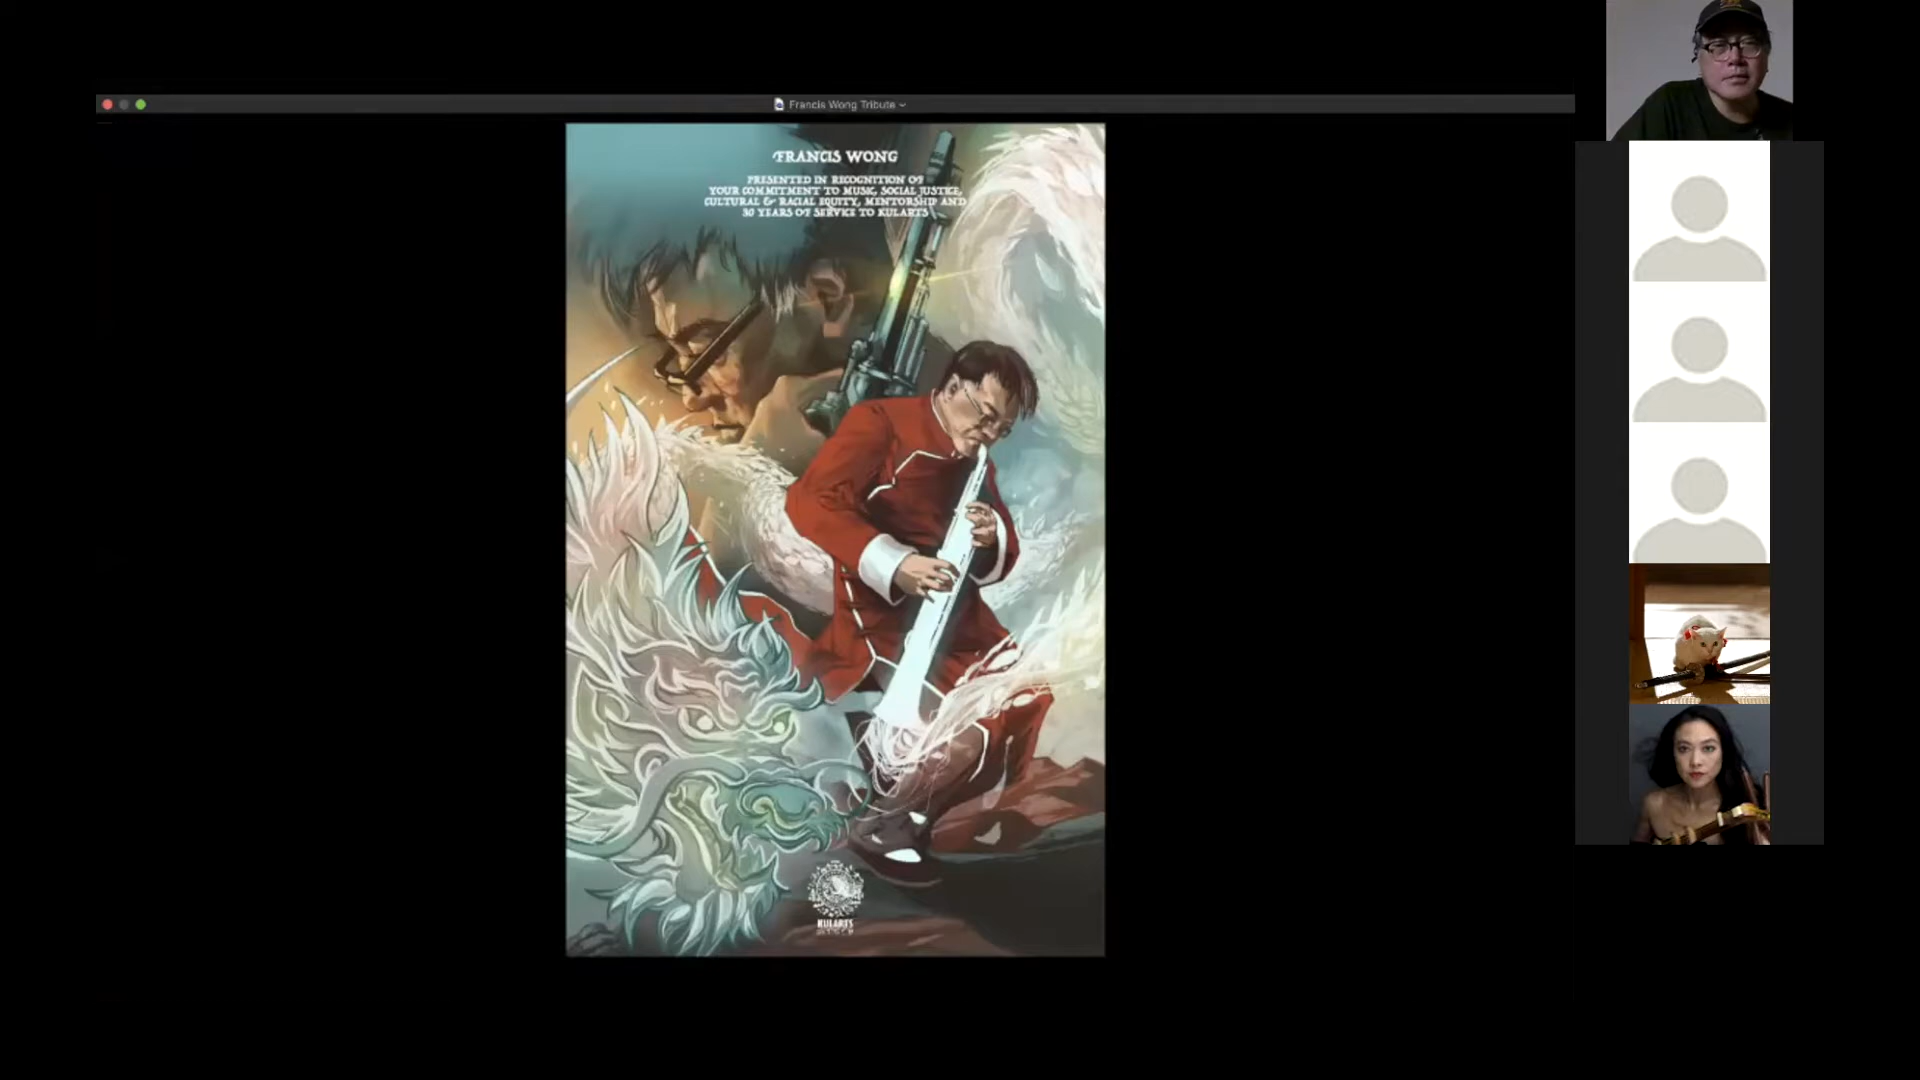 Francis Wong Tribute
FRANCIS WONG
PRESENTED IN RECOGNITION OF
YOUR COMMITMENT TO MUSIC, SOCIAL JUSTICE,
CULTURAL & RACIAL EQUITY, MENTORSHIP AND
30 YEARS OF SERVICE TO KULARTS
KULARTS